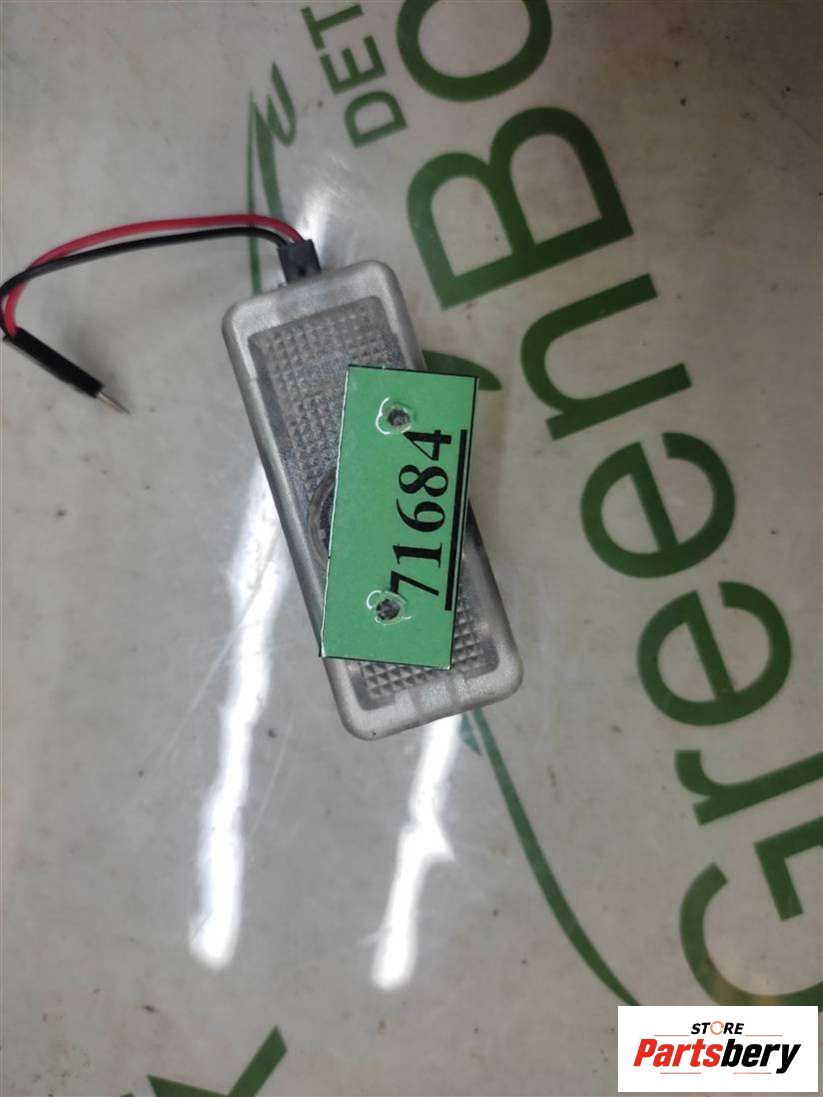 DET
GreenBO
71684
k
STORE
Partsbery